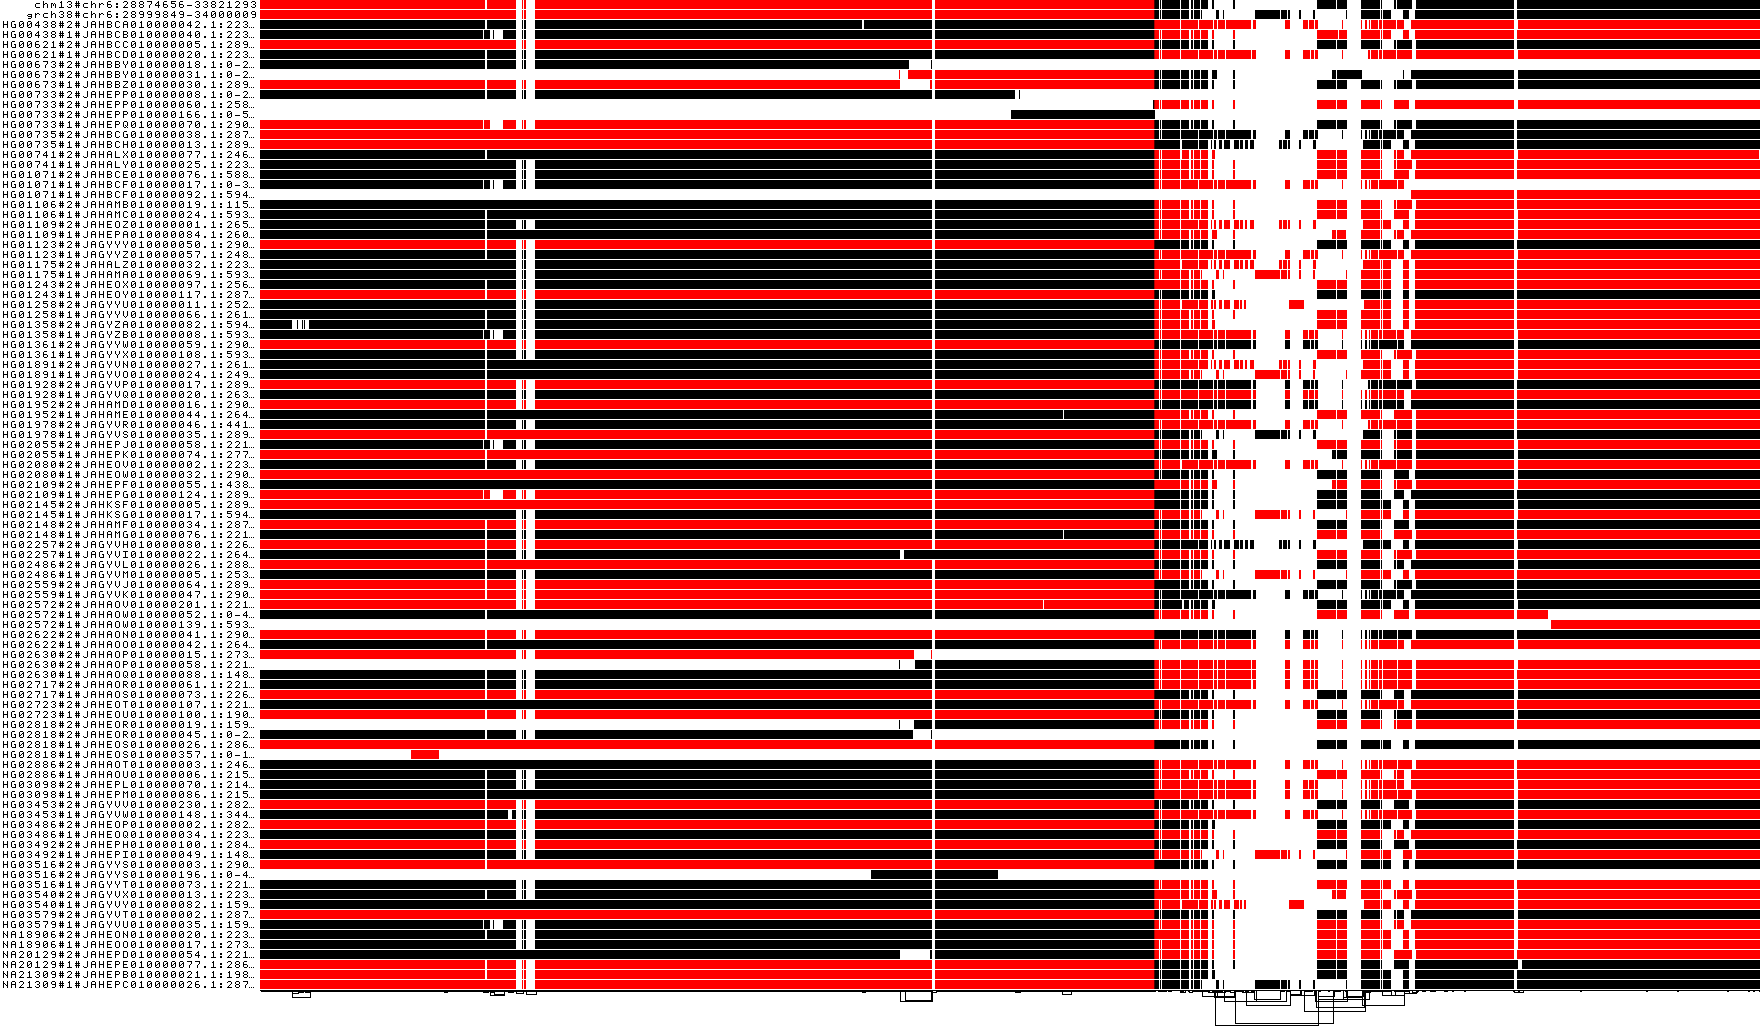 chm13#chr6:28874656-33821293
grch38#chr6:28999849-34000009
HG00438#2#JAHBCA010000042.1:223…
HG00438#1#JAHBCB010000040.1:223…
HG00621#2#JAHBCC010000005.1:289…
HG00621#1#JAHBCD010000020.1:223…
HG00673#2#JAHBBY010000018.1:0-2…
HG00673#2#JAHBBY010000031.1:0-2…
HG00673#1#JAHBBZ010000030.1:289…
HG00733#2#JAHEPP010000008.1:0-2…
HG00733#2#JAHEPP010000060.1:258…
HG00733#2#JAHEPP010000166.1:0-5…
HG00733#1#JAHEPQ010000070.1:290…
HG00735#2#JAHBCG010000038.1:287…
HG00735#1#JAHBCH010000013.1:289…
HG00741#2#JAHALX010000077.1:246…
HG00741#1#JAHALY010000025.1:223…
HG01071#2#JAHBCE010000076.1:588…
HG01071#1#JAHBCF010000017.1:0-3…
HG01071#1#JAHBCF010000092.1:594…
HG01106#2#JAHAMB010000019.1:115…
HG01106#1#JAHAMC010000024.1:593…
HG01109#2#JAHEOZ010000001.1:265…
HG01109#1#JAHEPA010000084.1:260…
HG01123#2#JAGYYY010000050.1:290…
HG01123#1#JAGYYZ010000057.1:248…
HG01175#2#JAHALZ010000032.1:223…
HG01175#1#JAHAMA010000069.1:593…
HG01243#2#JAHEOX010000097.1:256…
HG01243#1#JAHEOY010000117.1:287…
HG01258#2#JAGYYU010000011.1:252…
HG01258#1#JAGYYV010000066.1:261…
HG01358#2#JAGYZA010000082.1:594…
HG01358#1#JAGYZB010000008.1:593…
HG01361#2#JAGYYW010000059.1:290…
HG01361#1#JAGYYX010000108.1:593…
HG01891#2#JAGYVN010000027.1:261…
HG01891#1#JAGYVO010000024.1:249…
HG01928#2#JAGYVP010000017.1:289…
HG01928#1#JAGYVQ010000020.1:263…
HG01952#2#JAHAMD010000016.1:290…
HG01952#1#JAHAME010000044.1:264…
HG01978#2#JAGYVR010000046.1:441…
HG01978#1#JAGYVS010000035.1:289…
HG02055#2#JAHEPJ010000058.1:221…
HG02055#1#JAHEPK010000074.1:277…
HG02080#2#JAHEOV010000002.1:223…
HG02080#1#JAHEOW010000032.1:290…
HG02109#2#JAHEPF010000055.1:438…
HG02109#1#JAHEPG010000124.1:289…
HG02145#2#JAHKSF010000005.1:289…
HG02145#1#JAHKSG010000017.1:594…
HG02148#2#JAHAMF010000034.1:287…
HG02148#1#JAHAMG010000076.1:221…
HG02257#2#JAGYVH010000080.1:226…
HG02257#1#JAGYVI010000022.1:264…
HG02486#2#JAGYVL010000026.1:288…
HG02486#1#JAGYVM010000005.1:253…
HG02559#2#JAGYVJ010000064.1:289…
HG02559#1#JAGYVK010000047.1:290…
HG02572#2#JAHAOV010000201.1:221…
HG02572#1#JAHAOW010000052.1:0-4…
HG02572#1#JAHAOW010000139.1:593…
HG02622#2#JAHAON010000041.1:290…
HG02622#1#JAHAOO010000042.1:264…
HG02630#2#JAHAOP010000015.1:273…
HG02630#2#JAHAOP010000058.1:221…
HG02630#1#JAHAOQ010000088.1:148…
HG02717#2#JAHAOR010000061.1:221…
HG02717#1#JAHAOS010000073.1:226…
HG02723#2#JAHEOT010000107.1:221…
HG02723#1#JAHEOU010000100.1:190…
HG02818#2#JAHEOR010000019.1:159…
HG02818#2#JAHEOR010000045.1:0-2…
HG02818#1#JAHEOS010000026.1:286…
HG02818#1#JAHEOS010000357.1:0-1…
HG02886#2#JAHAOT010000003.1:246…
HG02886#1#JAHAOU010000006.1:215…
HG03098#2#JAHEPL010000070.1:214…
HG03098#1#JAHEPM010000086.1:215…
HG03453#2#JAGYVV010000230.1:282…
HG03453#1#JAGYVW010000148.1:344…
HG03486#2#JAHEOP010000002.1:282…
HG03486#1#JAHEOQ010000034.1:223…
HG03492#2#JAHEPH010000100.1:284…
HG03492#1#JAHEPI010000049.1:148…
HG03516#2#JAGYYS010000003.1:290…
HG03516#2#JAGYYS010000196.1:0-4…
HG03516#1#JAGYYT010000073.1:221…
HG03540#2#JAGYVX010000013.1:223…
HG03540#1#JAGYVY010000082.1:159…
HG03579#2#JAGYVT010000002.1:287…
HG03579#1#JAGYVU010000035.1:159…
NA18906#2#JAHEON010000020.1:223…
NA18906#1#JAHEOO010000017.1:273…
NA20129#2#JAHEPD010000054.1:221…
NA20129#1#JAHEPE010000077.1:286…
NA21309#2#JAHEPB010000021.1:198…
NA21309#1#JAHEPC010000026.1:287…